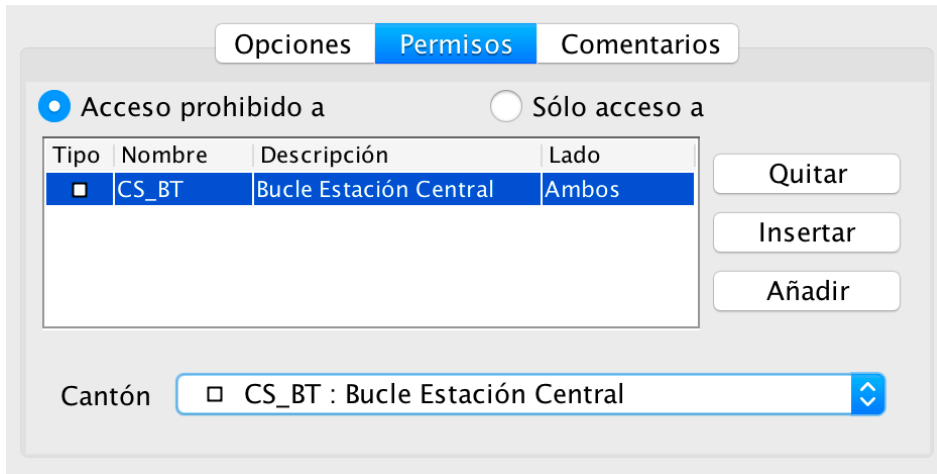 Opciones Permisos Comentarios
Acceso prohibido a Sólo acceso a
Tipo Nombre Descripción Lado
CS_BT Bucle Estación Central Ambos
Quitar
Insertar
Añadir
Cantón CS_BT : Bucle Estación Central